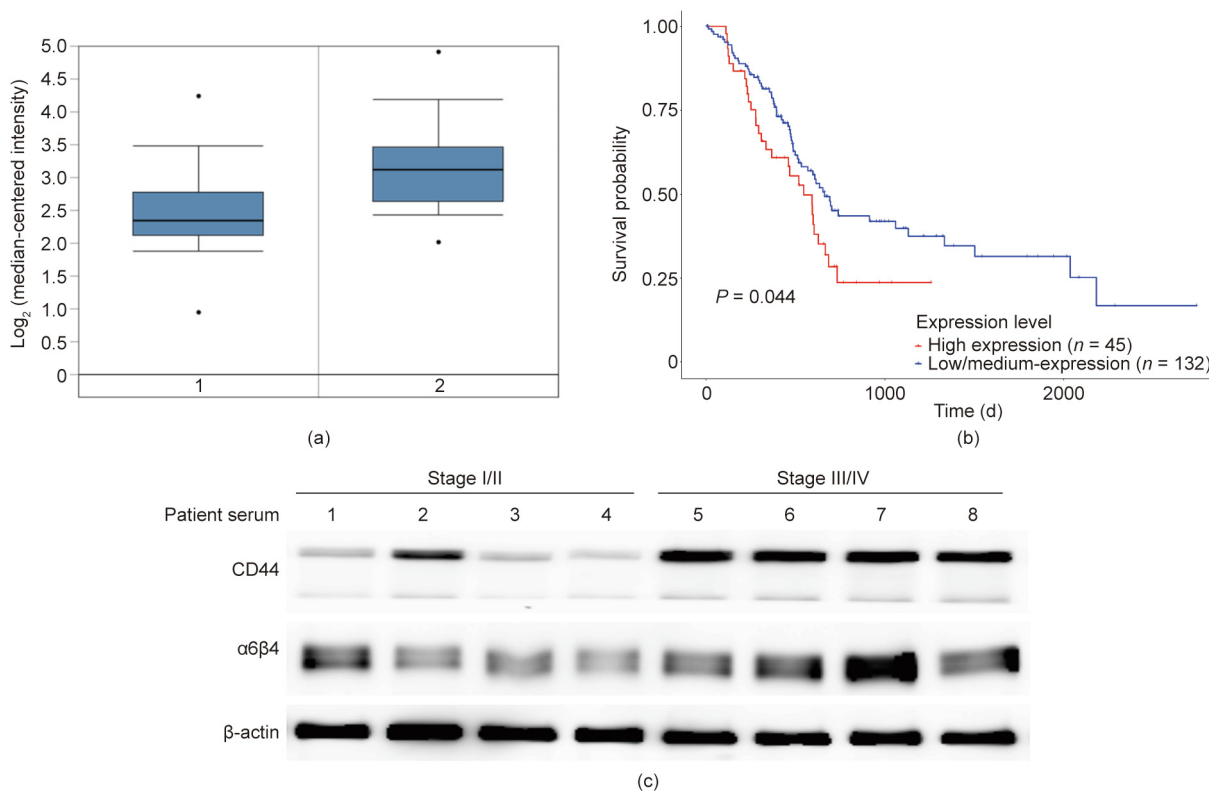 Log₂ (median-centered intensity)
5.0
4.5
4.0
3.5
3.0
2.5
2.0
1.5
1.0
0.5
0
1 2
(a)
Survival probability
1.00
0.75
0.50
0.25
0
P = 0.044
Expression level
High expression (n = 45)
Low/medium-expression (n = 132)
0 1000 2000
Time (d)
(b)
Stage I/II Stage III/IV
Patient serum 1 2 3 4 5 6 7 8
CD44
α6β4
β-actin
(c)